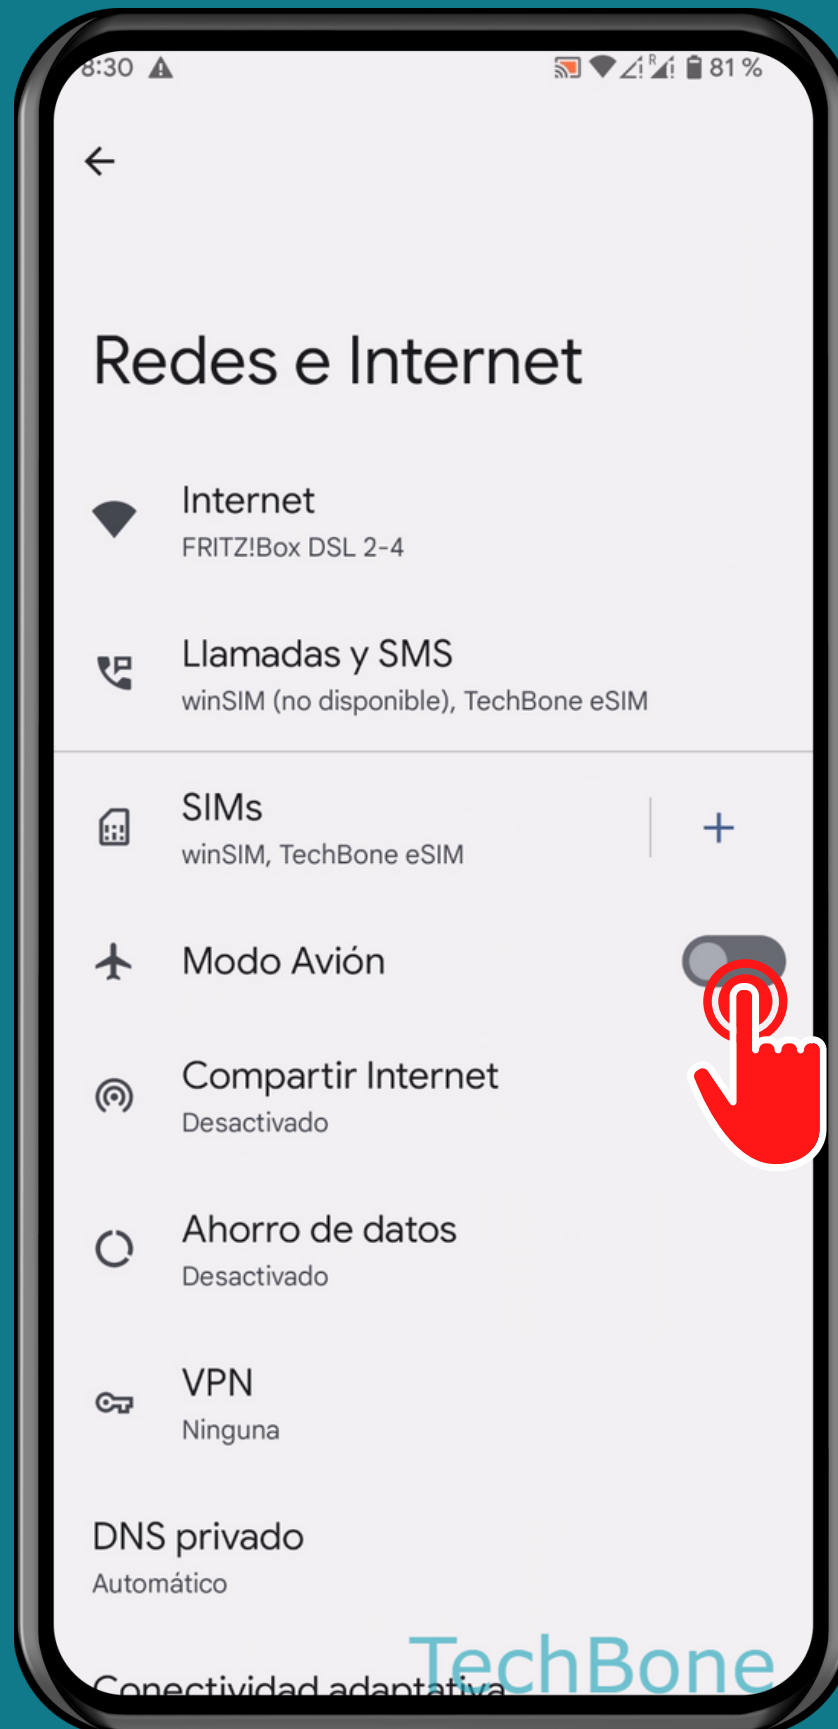 8:30
R
81 %
Redes e Internet
Internet
FRITZ!Box DSL 2-4
Llamadas y SMS
winSIM (no disponible), TechBone eSIM
SIMs
winSIM, TechBone eSIM
Modo Avión
Compartir Internet
Desactivado
Ahorro de datos
Desactivado
VPN
Ninguna
DNS privado
Automático
TechBone
Conectividad adaptativa